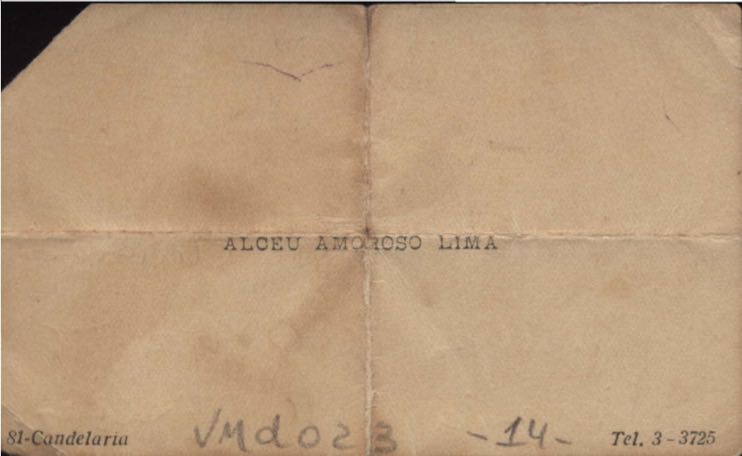 ALCEU AMOROSO LIMA
81-Candelaria VMd023 -14- Tel. 3-3725